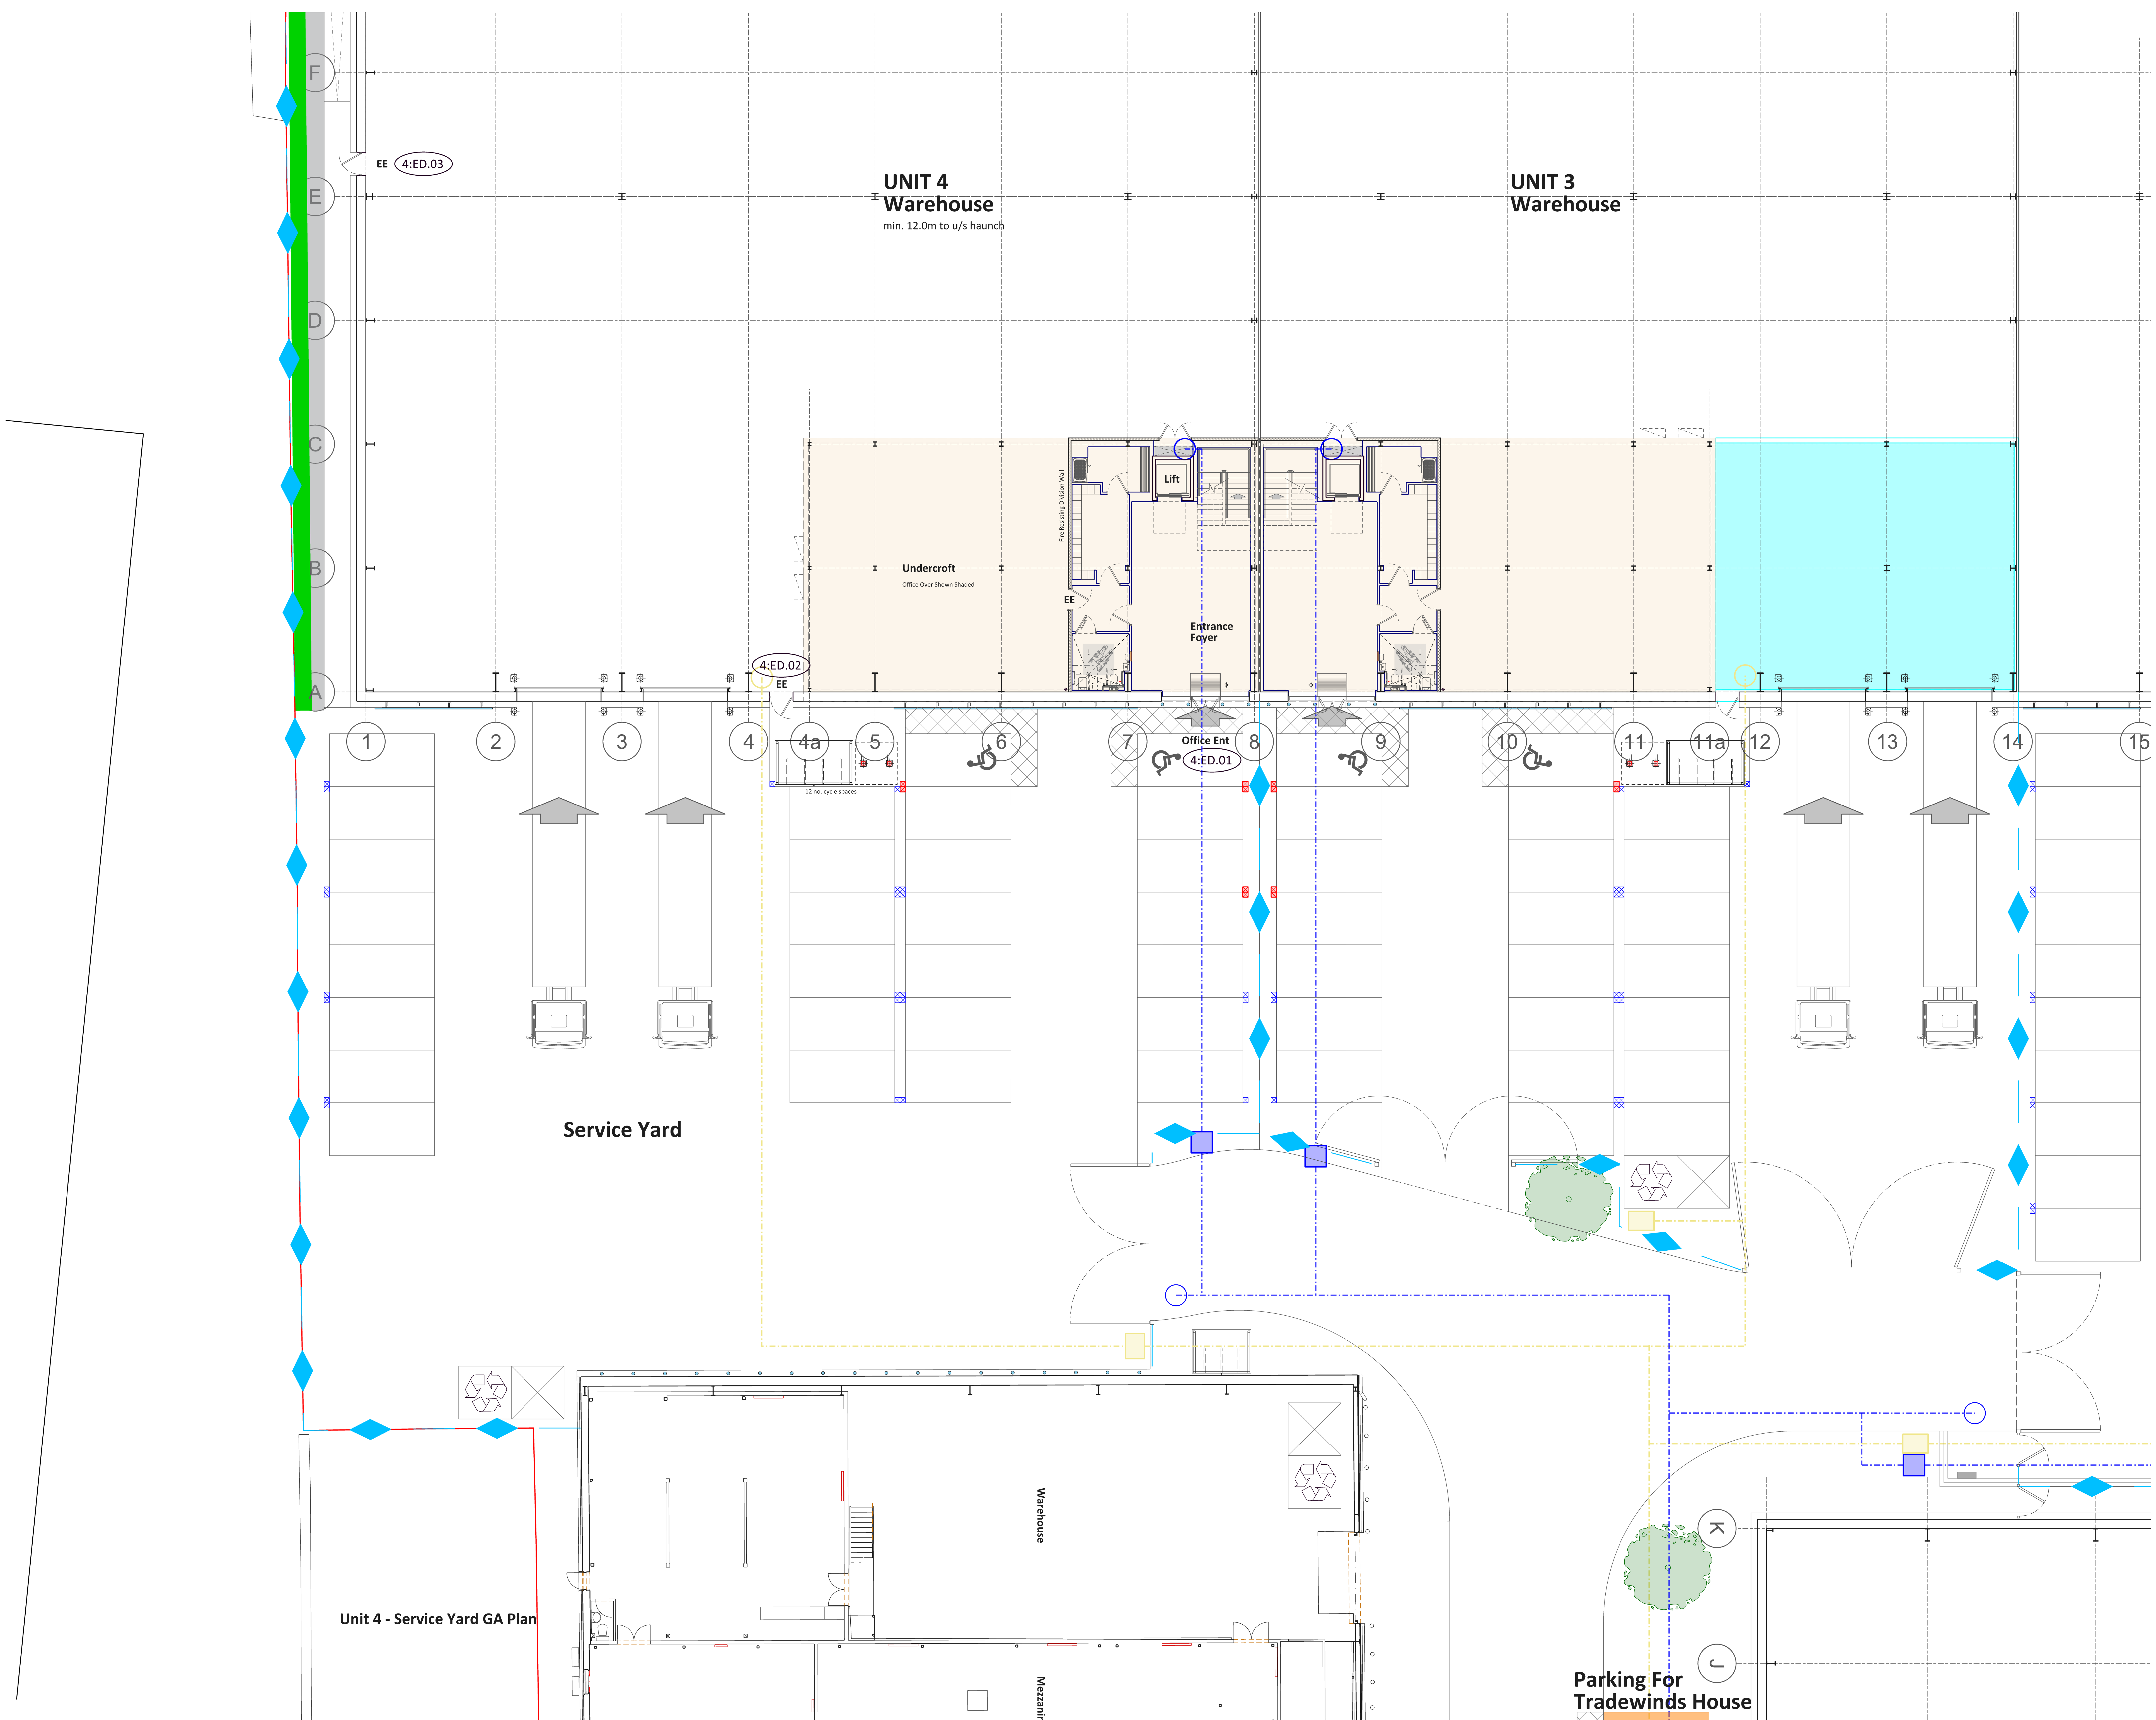 F
EE
4:ED.03
E
UNIT 4
Warehouse
min. 12.0m to u/s haunch
UNIT 3
Warehouse
D
C
Lift
Fire Resisting Division Wall
B
Undercroft
Office Over Shown Shaded
EE
Entrance
Foyer
4:ED.02
EE
A
1
2
3
4
4a
5
6
7
Office Ent
4:ED.01
8
9
10
11
11a
12
13
14
15
12 no. cycle spaces
Service Yard
Warehouse
K
Unit 4 - Service Yard GA Plan
J
Parking For
Tradewinds House